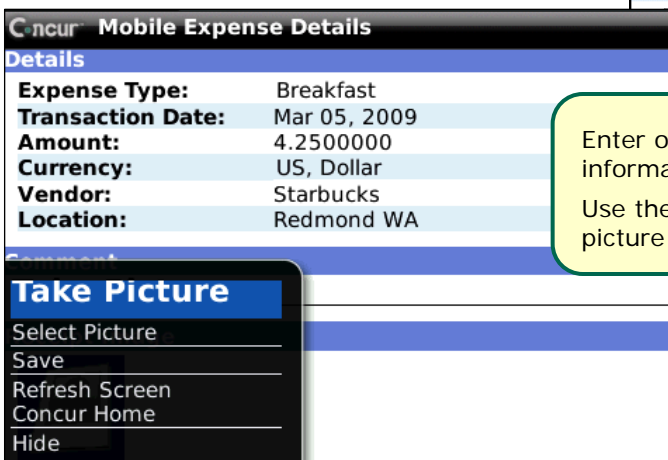 Concur Mobile Expense Details
Details
Expense Type: Breakfast
Transaction Date: Mar 05, 2009
Amount: 4.2500000
Currency: US, Dollar
Vendor: Starbucks
Location: Redmond WA
Enter
Use the
picture
Comment
Take Picture
Select Picture
Save
Refresh Screen
Concur Home
Hide